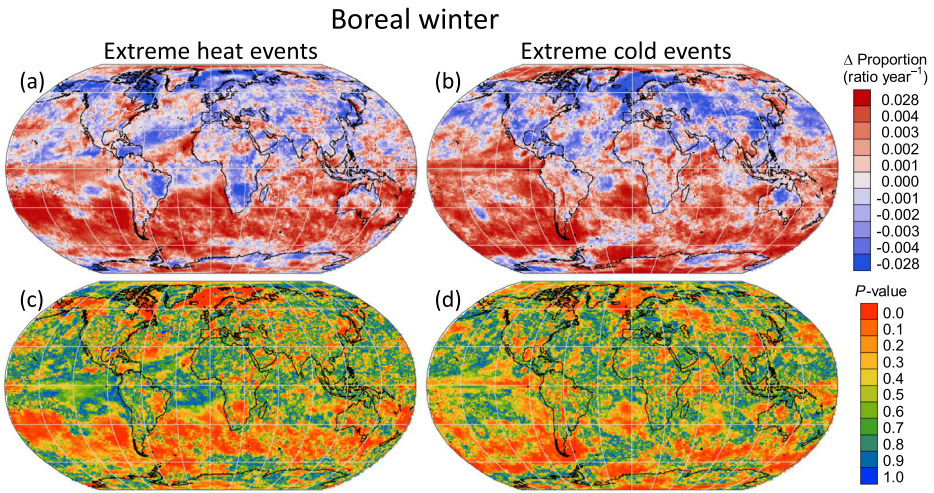 Boreal winter
Extreme heat events
Extreme cold events
(a)
(b)
Δ Proportion
(ratio year⁻¹)
0.028
0.004
0.003
0.002
0.001
0.000
-0.001
-0.002
-0.003
-0.004
-0.028
(c)
(d)
P-value
0.0
0.1
0.2
0.3
0.4
0.5
0.6
0.7
0.8
0.9
1.0